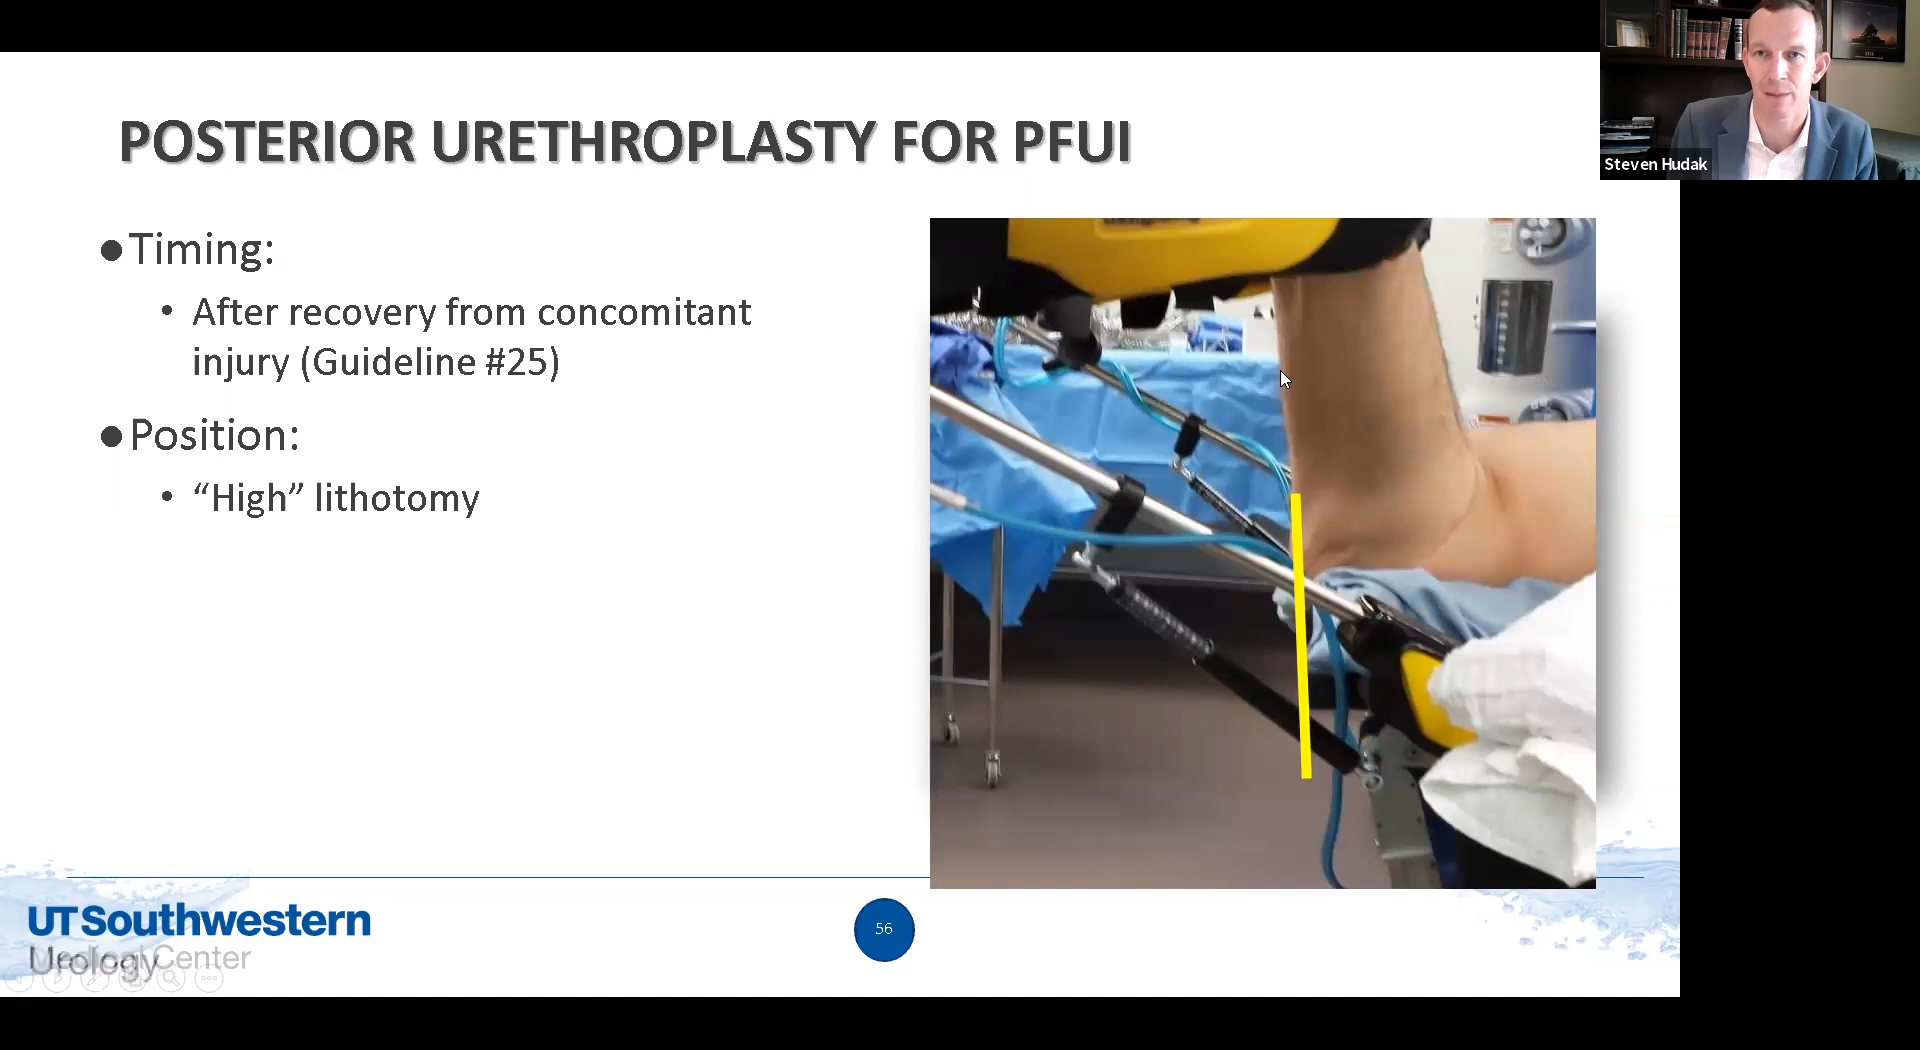 Steven Hudak
POSTERIOR URETHROPLASTY FOR PFUI
●Timing:
• After recovery from concomitant
injury (Guideline #25)
●Position:
• “High” lithotomy
UTSouthwestern
Medical Center
Urology
56